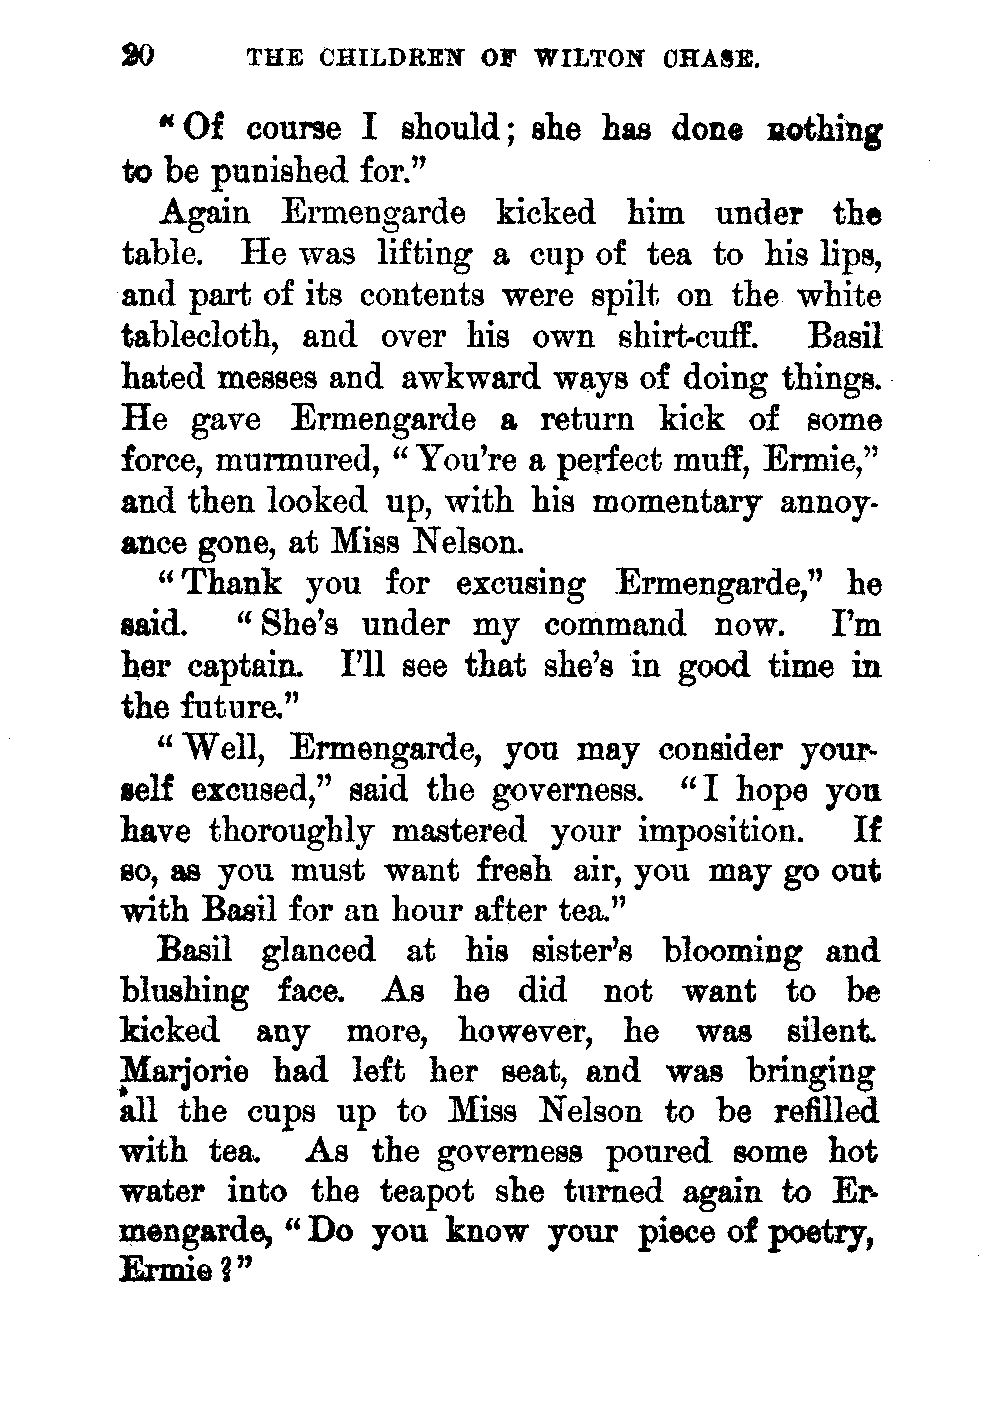 20 THE CHILDREN OF WILTON CHASE.
“Of course I should; she has done nothing
to be punished for.”
Again Ermengarde kicked him under the
table. He was lifting a cup of tea to his lips,
and part of its contents were spilt on the white
tablecloth, and over his own shirt-cuff. Basil
hated messes and awkward ways of doing things.
He gave Ermengarde a return kick of some
force, murmured, “You’re a perfect muff, Ermie,”
and then looked up, with his momentary annoy-
ance gone, at Miss Nelson.
“Thank you for excusing Ermengarde,” he
said. “She’s under my command now. I’m
her captain. I’ll see that she’s in good time in
the future.”
“Well, Ermengarde, you may consider your-
self excused,” said the governess. “I hope you
have thoroughly mastered your imposition. If
so, as you must want fresh air, you may go out
with Basil for an hour after tea.”
Basil glanced at his sister’s blooming and
blushing face. As he did not want to be
kicked any more, however, he was silent.
Marjorie had left her seat, and was bringing
all the cups up to Miss Nelson to be refilled
with tea. As the governess poured some hot
water into the teapot she turned again to Er-
mengarde, “Do you know your piece of poetry,
Ermie?”